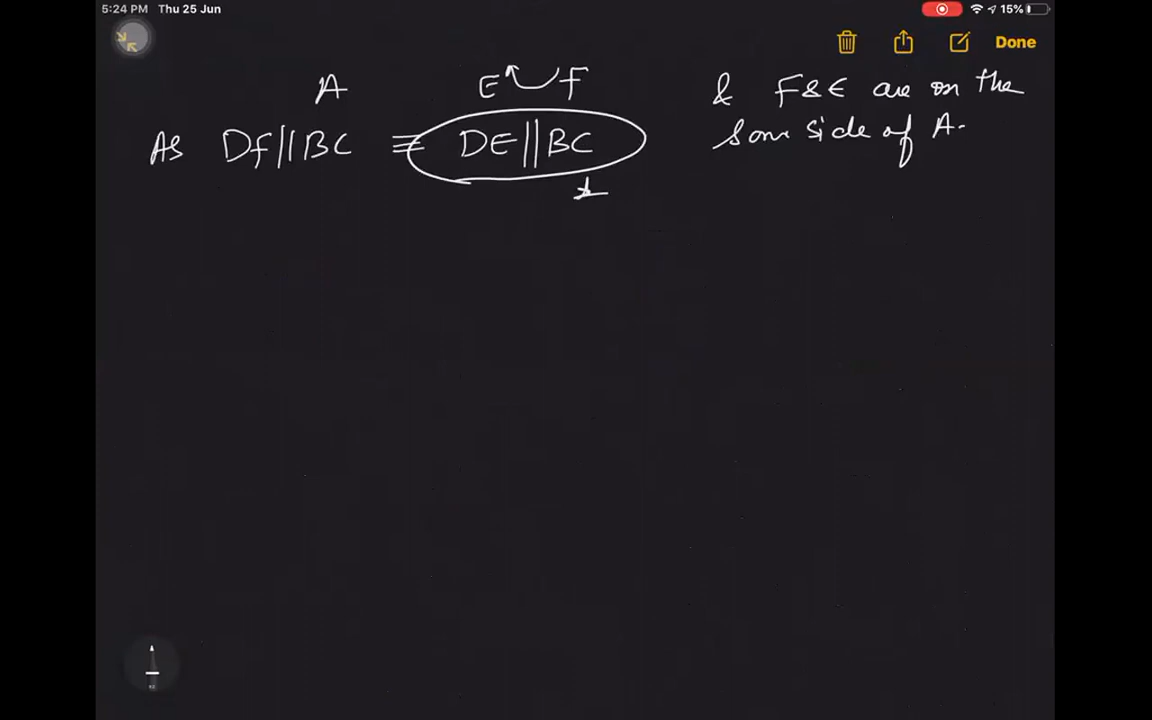 5:24 PM Thu 25 Jun
15%
Done
A E F & F & E are on the
As DF || BC ≡ DE || BC same side of A.